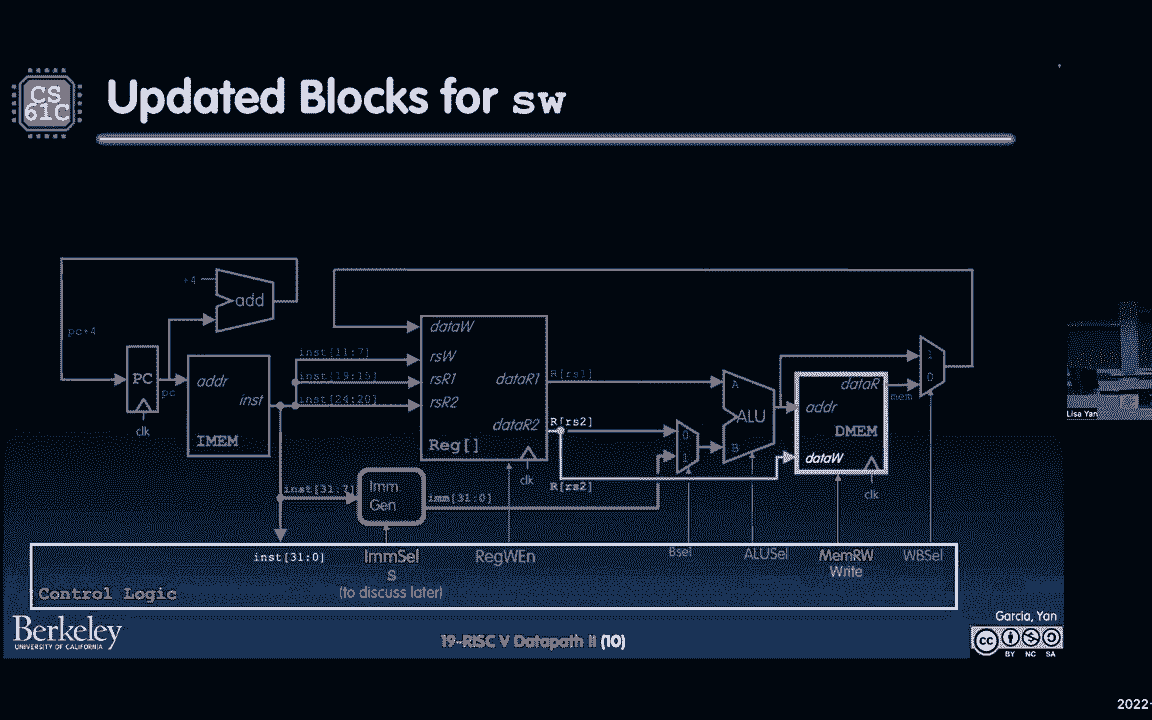 CS
61C
Updated Blocks for sw
+4
add
pc+4
PC
pc
clk
addr
inst
IMEM
inst[11:7]
inst[19:15]
inst[24:20]
inst[31:7]
dataW
rsW
rsR1
rsR2
dataR1
dataR2
Reg[]
clk
R[rs1]
R[rs2]
R[rs2]
Imm
Gen
imm[31:0]
0
1
A
B
ALU
addr
dataR
DMEM
dataW
clk
mem
1
0
inst[31:0]
ImmSel
S
(to discuss later)
RegWEn
Bsel
ALUSel
MemRW
Write
WBSel
Control Logic
Berkeley
UNIVERSITY OF CALIFORNIA
19-RISC V Datapath II (10)
Garcia, Yan
cc
BY NC SA
Lisa Yan
2022-